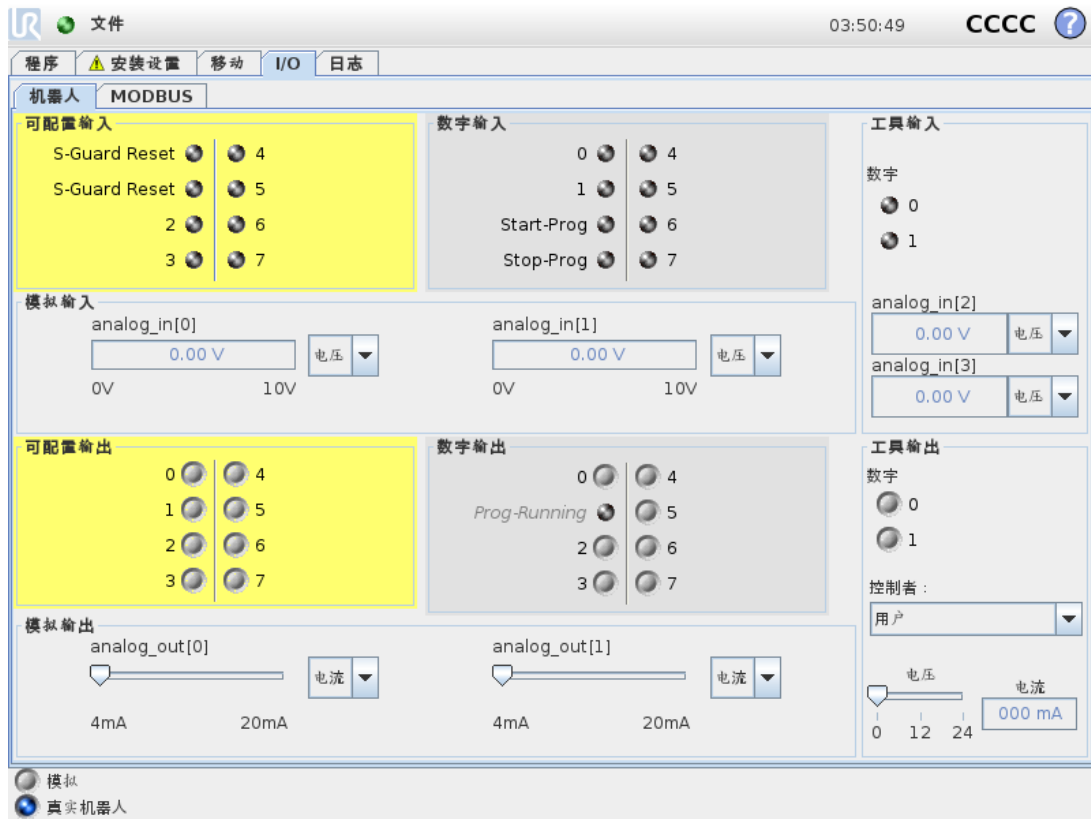 UR 文件 03:50:49 CCCC ?
程序 安装设置 移动 I/O 日志
机器人 MODBUS
可配置输入
S-Guard Reset 4
S-Guard Reset 5
2 6
3 7
数字输入
0 4
1 5
Start-Prog 6
Stop-Prog 7
工具输入
数字
0
1
analog_in[2]
0.00 V 电压
analog_in[3]
0.00 V 电压
模拟输入
analog_in[0] analog_in[1]
0.00 V 电压 0.00 V 电压
0V 10V 0V 10V
可配置输出
0 4
1 5
2 6
3 7
数字输出
0 4
Prog-Running 5
2 6
3 7
工具输出
数字
0
1
控制者：
用户
电压 电流
000 mA
0 12 24
模拟输出
analog_out[0] analog_out[1]
电流 电流
4mA 20mA 4mA 20mA
模拟
真实机器人